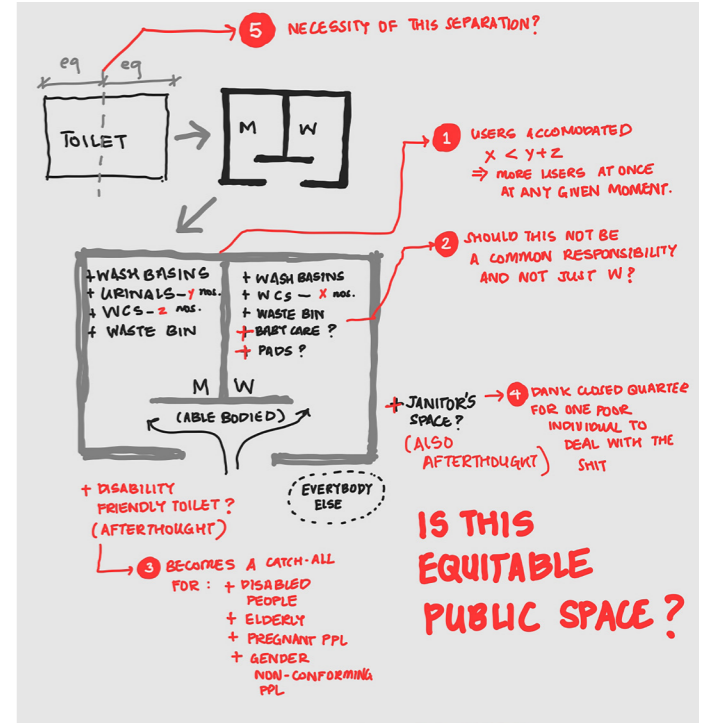 5 NECESSITY OF THIS SEPARATION?
eq eq
TOILET
M W
1 USERS ACCOMODATED
X < Y+Z
⇒ MORE USERS AT ONCE
AT ANY GIVEN MOMENT.
2 SHOULD THIS NOT BE
A COMMON RESPONSIBILITY
AND NOT JUST W?
+ WASH BASINS
+ URINALS - Y nos.
+ WCS - Z nos.
+ WASTE BIN
+ WASH BASINS
+ WCS - X nos.
+ WASTE BIN
+ BABY CARE ?
+ PADS ?
M W
(ABLE BODIED)
+ JANITOR'S
SPACE?
(ALSO
AFTERTHOUGHT)
4 DANK CLOSED QUARTER
FOR ONE POOR
INDIVIDUAL TO
DEAL WITH THE
SHIT
EVERYBODY
ELSE
+ DISABILITY
FRIENDLY TOILET ?
(AFTERTHOUGHT)
3 BECOMES A CATCH-ALL
FOR : + DISABLED
PEOPLE
+ ELDERLY
+ PREGNANT PPL
+ GENDER
NON-CONFORMING
PPL
IS THIS
EQUITABLE
PUBLIC SPACE ?